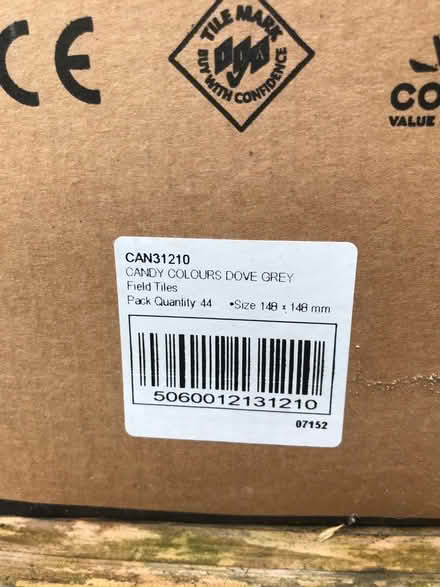 CE
TILE MARK
BUY WITH CONFIDENCE
CO
VALUE
CAN31210
CANDY COLOURS DOVE GREY
Field Tiles
Pack Quantity 44 •Size 148 x 148 mm
5060012131210
07152